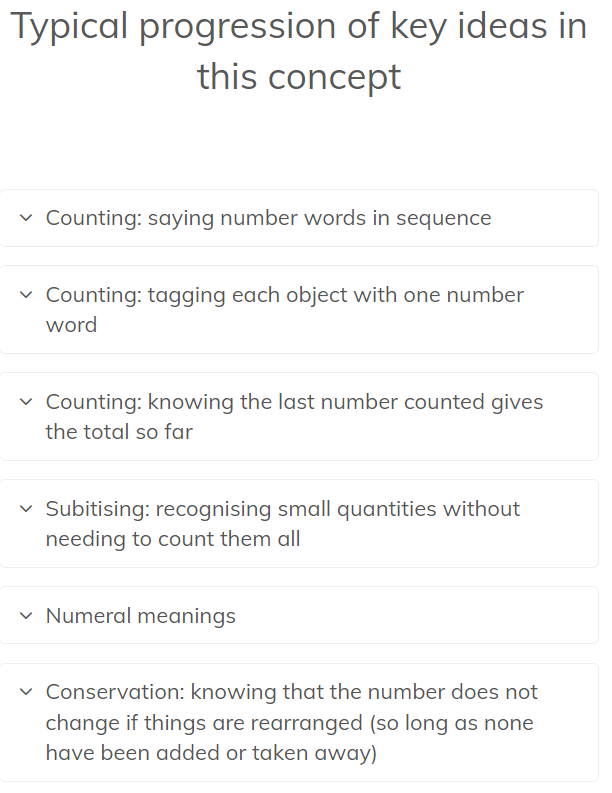 Typical progression of key ideas in
this concept
Counting: saying number words in sequence
Counting: tagging each object with one number
word
Counting: knowing the last number counted gives
the total so far
Subitising: recognising small quantities without
needing to count them all
Numeral meanings
Conservation: knowing that the number does not
change if things are rearranged (so long as none
have been added or taken away)